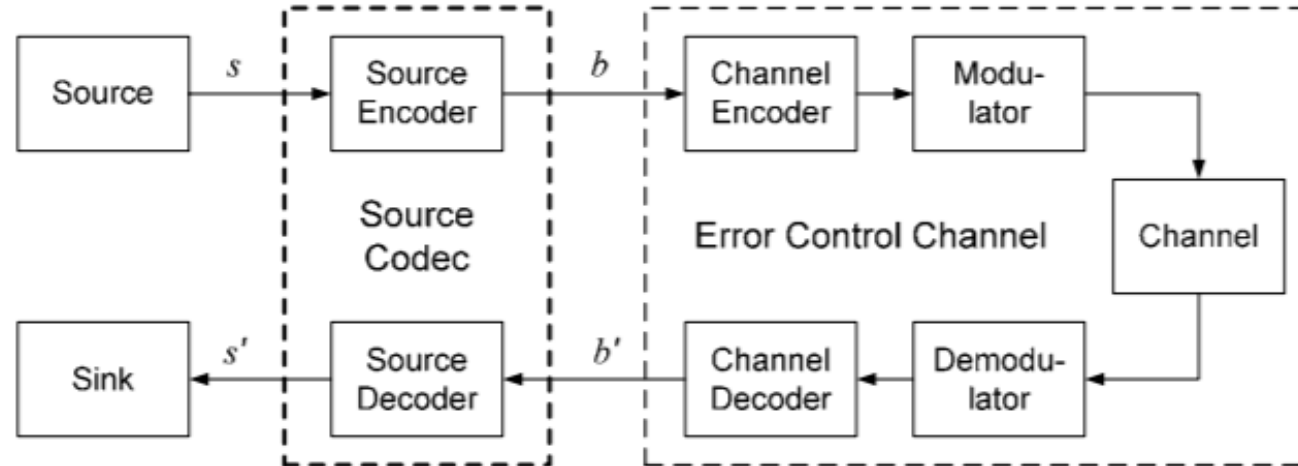 Source
s
Source
Encoder
b
Channel
Encoder
Modu-
lator
Source
Codec
Error Control Channel
Channel
Sink
s'
Source
Decoder
b'
Channel
Decoder
Demodu-
lator